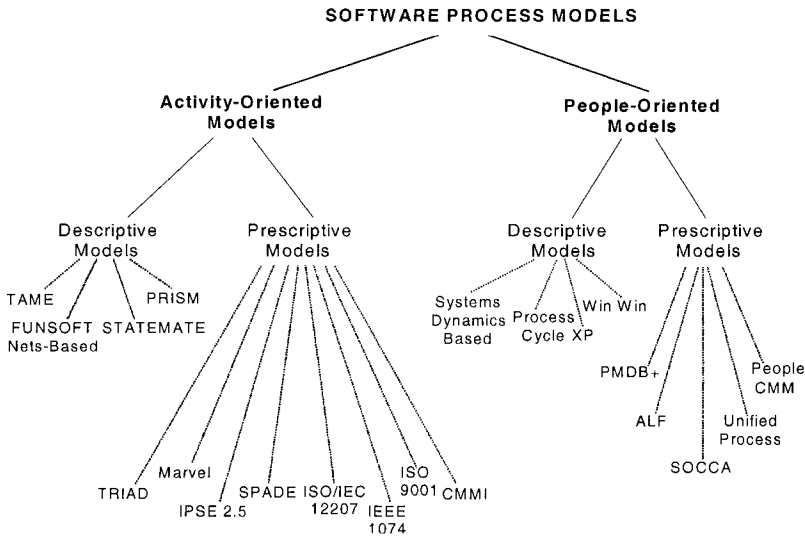 SOFTWARE PROCESS MODELS
Activity-Oriented
Models
People-Oriented
Models
Descriptive
Models
Prescriptive
Models
Descriptive
Models
Prescriptive
Models
TAME
PRISM
FUNSOFT
Nets-Based
STATEMATE
Systems
Dynamics
Based
Process
Cycle
XP
Win Win
PMDB+
People
CMM
ALF
Unified
Process
SOCCA
TRIAD
Marvel
IPSE 2.5
SPADE
ISO/IEC
12207
IEEE
1074
ISO
9001
CMMI